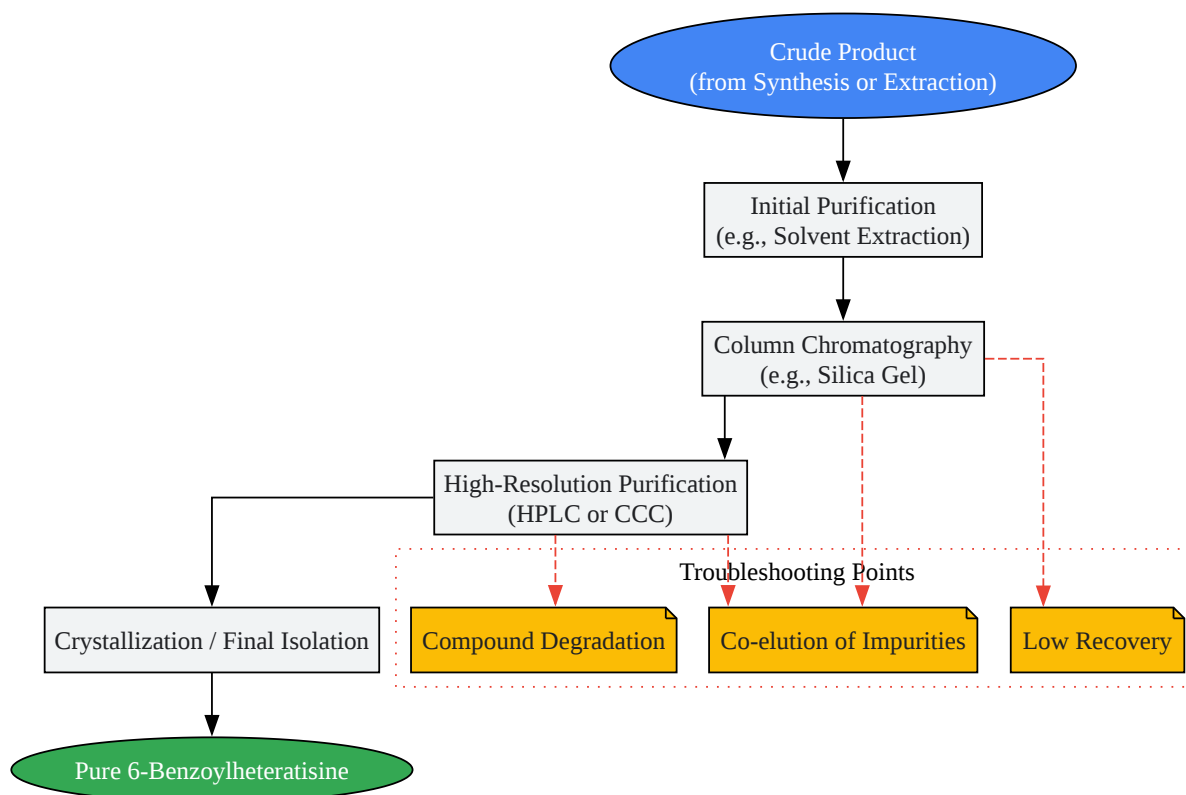 Crude Product
(from Synthesis or Extraction)
Initial Purification
(e.g., Solvent Extraction)
Column Chromatography
(e.g., Silica Gel)
High-Resolution Purification
(HPLC or CCC)
Troubleshooting Points
Crystallization / Final Isolation
Compound Degradation
Co-elution of Impurities
Low Recovery
Pure 6-Benzoylheteratisine